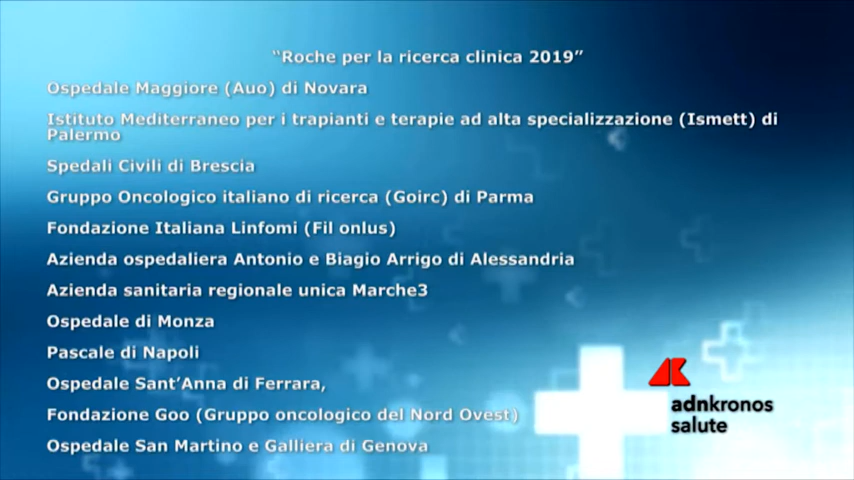 “Roche per la ricerca clinica 2019”
Ospedale Maggiore (Auo) di Novara
Istituto Mediterraneo per i trapianti e terapie ad alta specializzazione (Ismett) di
Palermo
Spedali Civili di Brescia
Gruppo Oncologico italiano di ricerca (Goirc) di Parma
Fondazione Italiana Linfomi (Fil onlus)
Azienda ospedaliera Antonio e Biagio Arrigo di Alessandria
Azienda sanitaria regionale unica Marche3
Ospedale di Monza
Pascale di Napoli
Ospedale Sant’Anna di Ferrara,
Fondazione Goo (Gruppo oncologico del Nord Ovest)
Ospedale San Martino e Galliera di Genova
adnkronos
salute